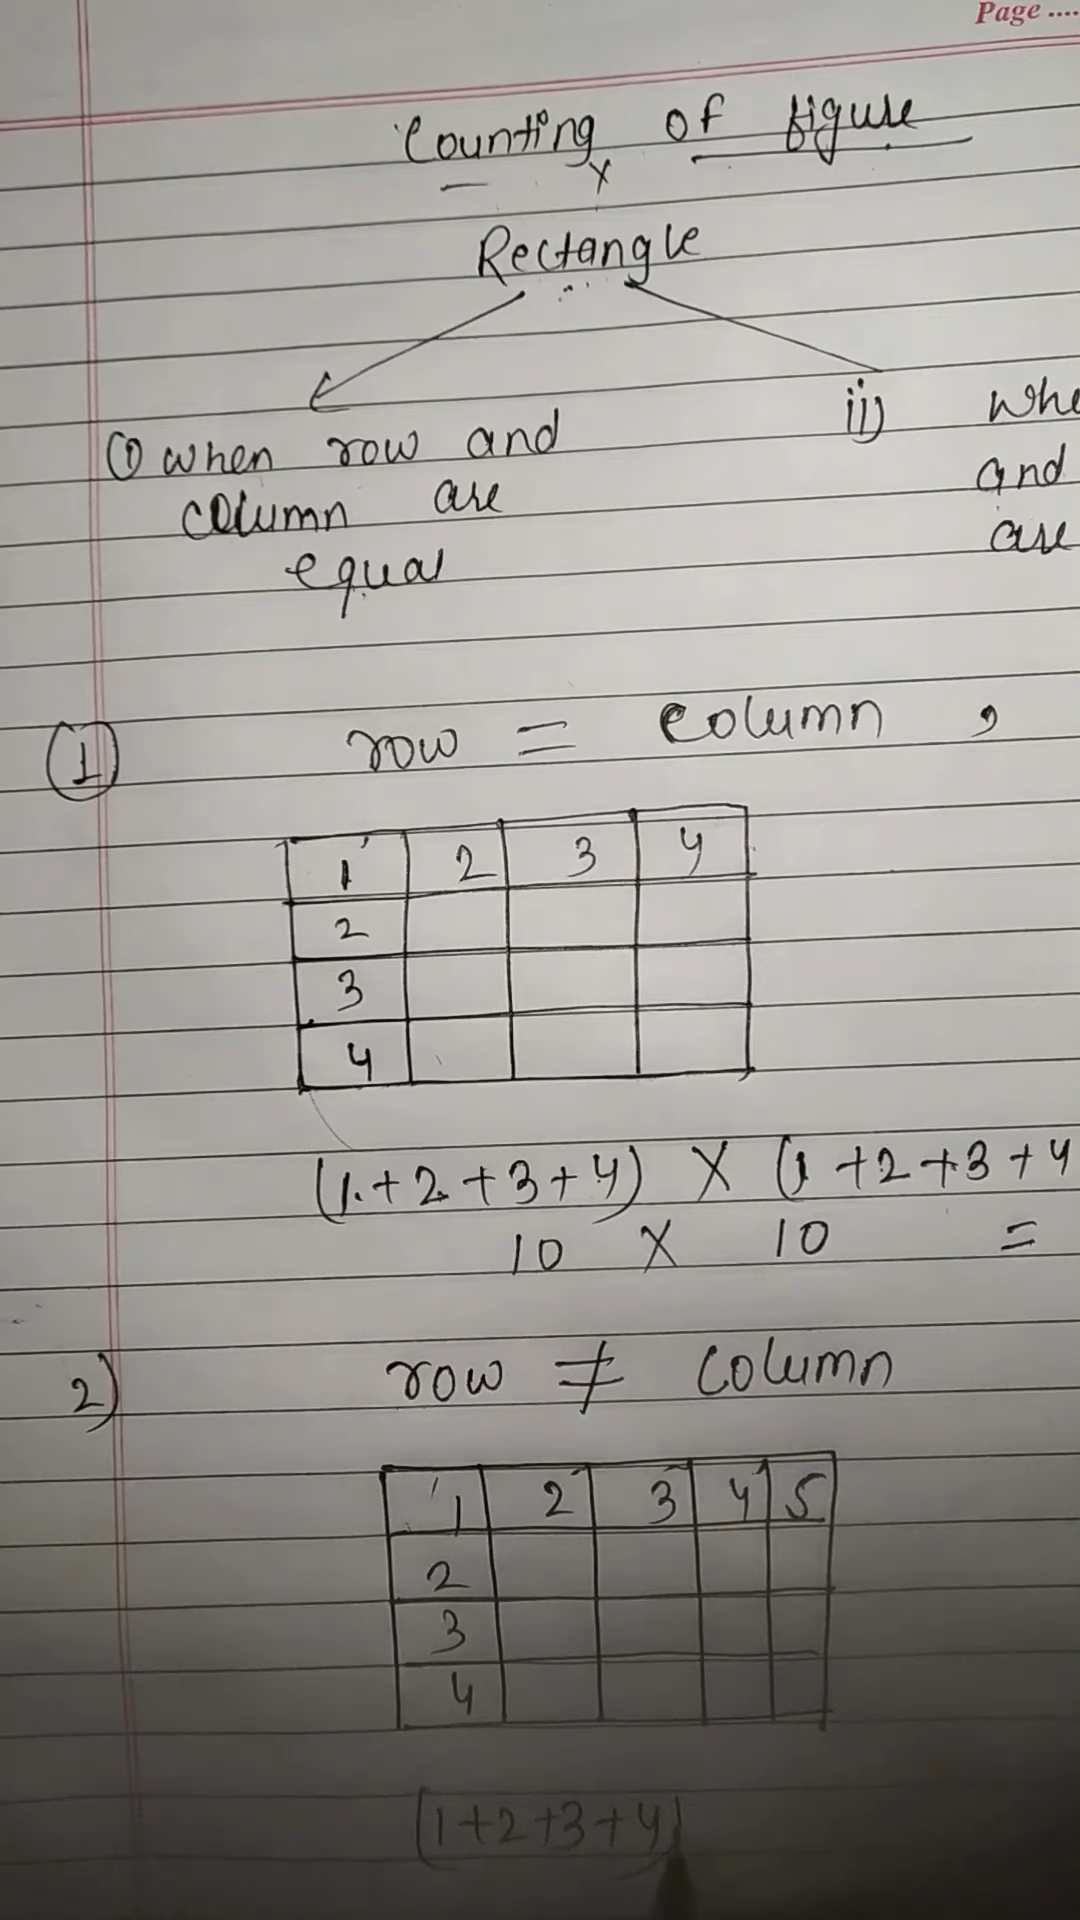 Page ....
Counting of figure
Rectangle
① when row and
column are
equal
ii)
and
are
① row = column ,
1 2 3 4
2
3
4
(1+2+3+4) X (1+2+3+4
10 X 10 =
2) row ≠ column
1 2 3 4 5
2
3
4
(1+2+3+4)